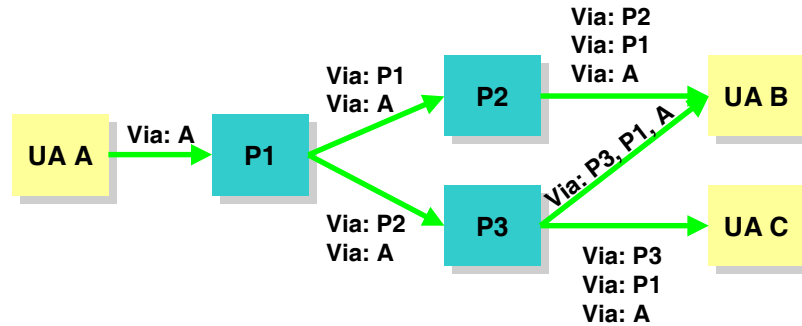 Via: P2
Via: P1
Via: A
Via: P1
Via: A
P2
UA B
Via: A
UA A
P1
Via: P3, P1, A
Via: P2
Via: A
P3
UA C
Via: P3
Via: P1
Via: A